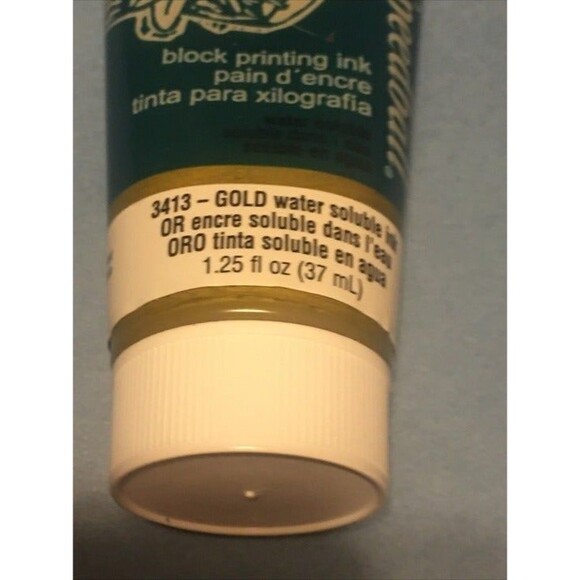 block printing ink
pain d'encre
tinta para xilografia
3413 – GOLD water soluble ink
OR encre soluble dans l'eau
ORO tinta soluble en agua
1.25 fl oz (37 mL)